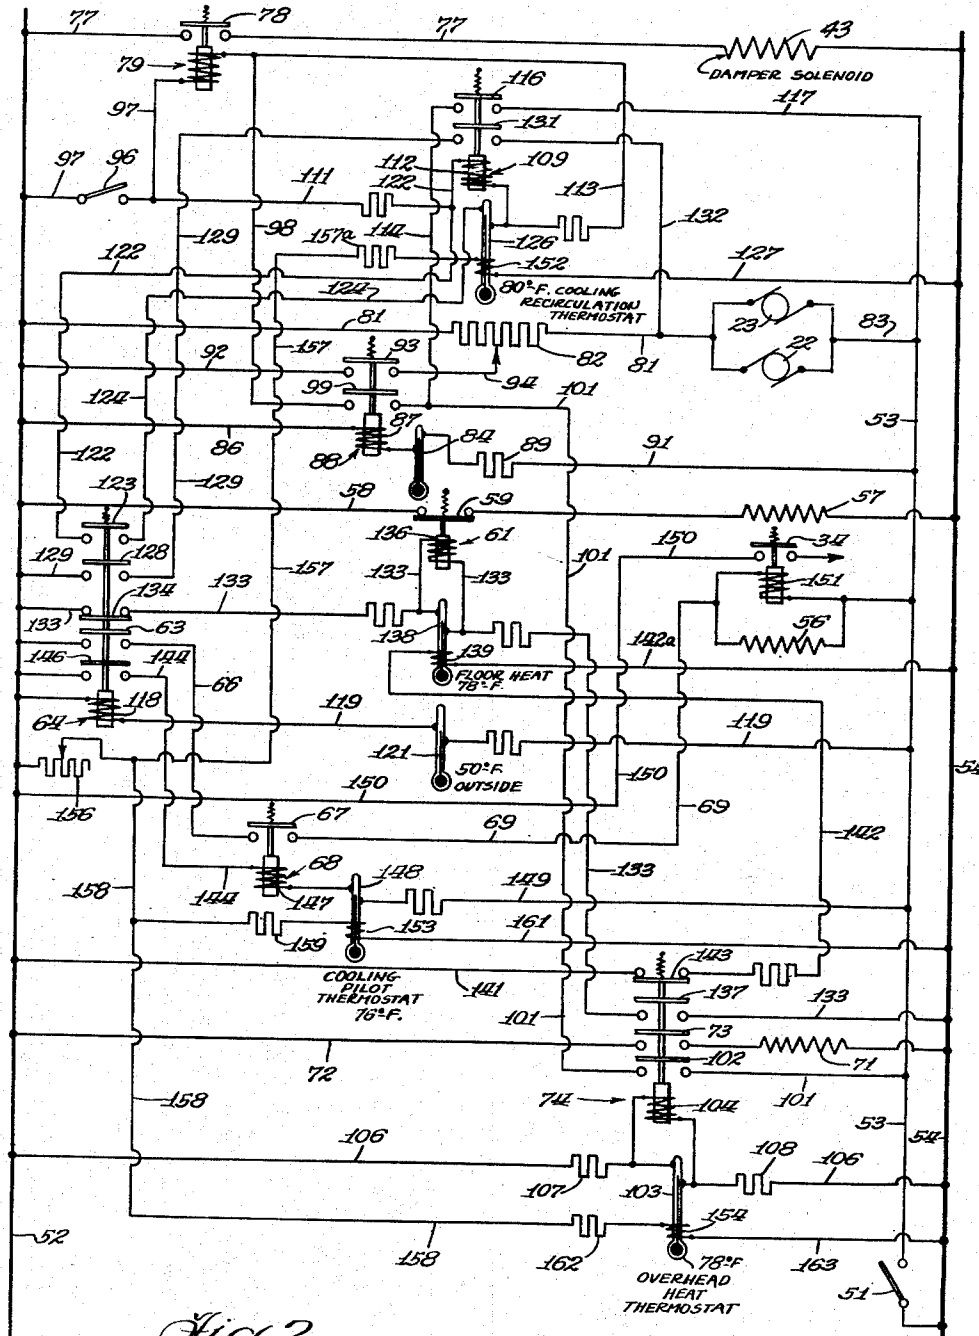 77 78 77 43
DAMPER SOLENOID
79 116 117
97 131
97 96 111 112 109 122 113
129 98 157a 114 126 132
122 152 127
124 80°F. COOLING
RECIRCULATION
THERMOSTAT
81 23 83
92 157 93 82 81 22
124 99 94 101
86 87 84 89 91 53
122 88
123 129 58 59 57
129 128 136 61 150 34
134 157 133 133 101 151
133 133 63 138 56
146 144 139 142a
66 FLOOR HEAT
78°F.
64 118 119 119
121 50°F
OUTSIDE
54
156 150 150
67 69 69 142
158 144 68 148 133
147 149
159 153 161
COOLING
PILOT
THERMOSTAT
76°F.
141 143
137 133
101 73
72 102 71
158 74 104 101
106 53 54
107 103 108 106
154
52 158 162 78°F 163
OVERHEAD
HEAT
THERMOSTAT
51
Fig. 2